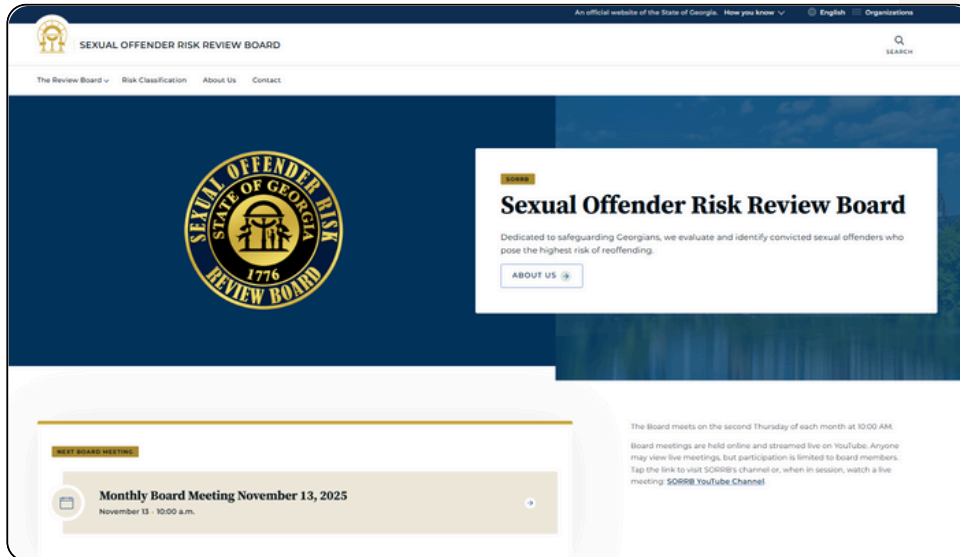 An official website of the State of Georgia. How you know
English
Organizations
SEXUAL OFFENDER RISK REVIEW BOARD
SEARCH
The Review Board
Risk Classification
About Us
Contact
SEXUAL OFFENDER RISK
STATE OF GEORGIA
1776
REVIEW BOARD
SORRB
Sexual Offender Risk Review Board
Dedicated to safeguarding Georgians, we evaluate and identify convicted sexual offenders who
pose the highest risk of reoffending.
ABOUT US
NEXT BOARD MEETING
Monthly Board Meeting November 13, 2025
November 13 - 10:00 a.m.
The Board meets on the second Thursday of each month at 10:00 AM.
Board meetings are held online and streamed live on YouTube. Anyone
may view live meetings, but participation is limited to board members.
Tap the link to visit SORRB's channel or, when in session, watch a live
meeting: SORRB YouTube Channel